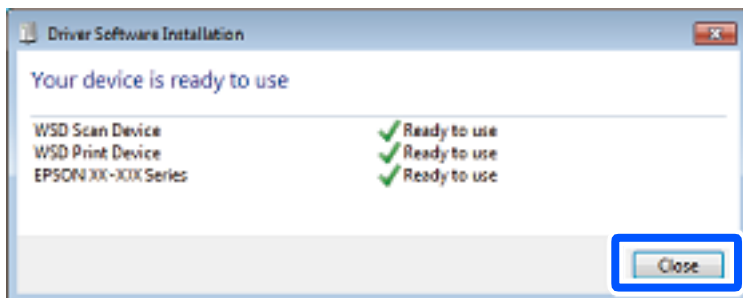 Driver Software Installation
Your device is ready to use
WSD Scan Device Ready to use
WSD Print Device Ready to use
EPSON XX-XXX Series Ready to use
Close